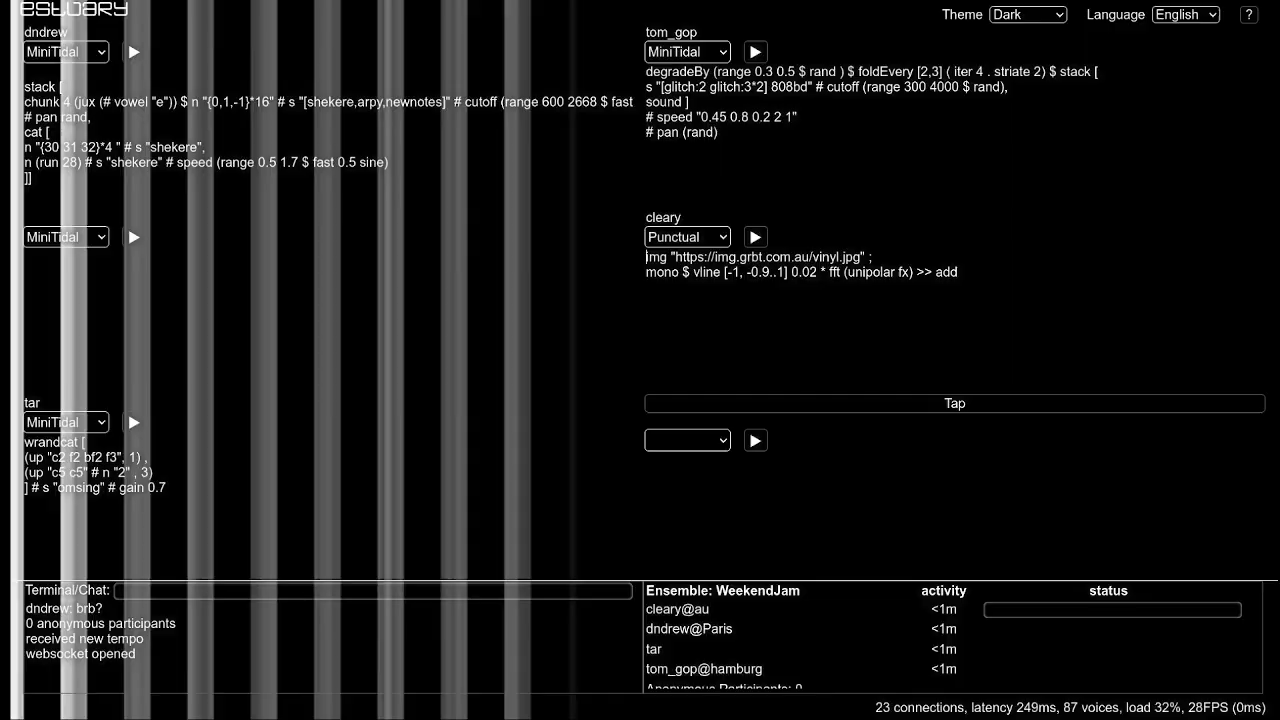 estuary
Theme Dark Language English ?
dndrew
MiniTidal
stack [
chunk 4 (jux (# vowel "e")) $ n "{0,1,-1}*16" # s "[shekere,arpy,newnotes]" # cutoff (range 600 2668 $ fast
# pan rand,
cat [
n "{30 31 32}*4 " # s "shekere",
n (run 28) # s "shekere" # speed (range 0.5 1.7 $ fast 0.5 sine)
]]
tom_gop
MiniTidal
degradeBy (range 0.3 0.5 $ rand ) $ foldEvery [2,3] ( iter 4 . striate 2) $ stack [
s "[glitch:2 glitch:3*2] 808bd" # cutoff (range 300 4000 $ rand),
sound ]
# speed "0.45 0.8 0.2 2 1"
# pan (rand)
MiniTidal
cleary
Punctual
img "https://img.grbt.com.au/vinyl.jpg" ;
mono $ vline [-1, -0.9..1] 0.02 * fft (unipolar fx) >> add
tar
MiniTidal
wrandcat [
(up "c2 f2 bf2 f3", 1) ,
(up "c5 c5" # n "2" , 3)
] # s "omsing" # gain 0.7
Tap
Terminal/Chat:
dndrew: brb?
0 anonymous participants
received new tempo
websocket opened
Ensemble: WeekendJam activity status
cleary@au <1m
dndrew@Paris <1m
tar <1m
tom_gop@hamburg <1m
Anonymous Participants: 0
23 connections, latency 249ms, 87 voices, load 32%, 28FPS (0ms)